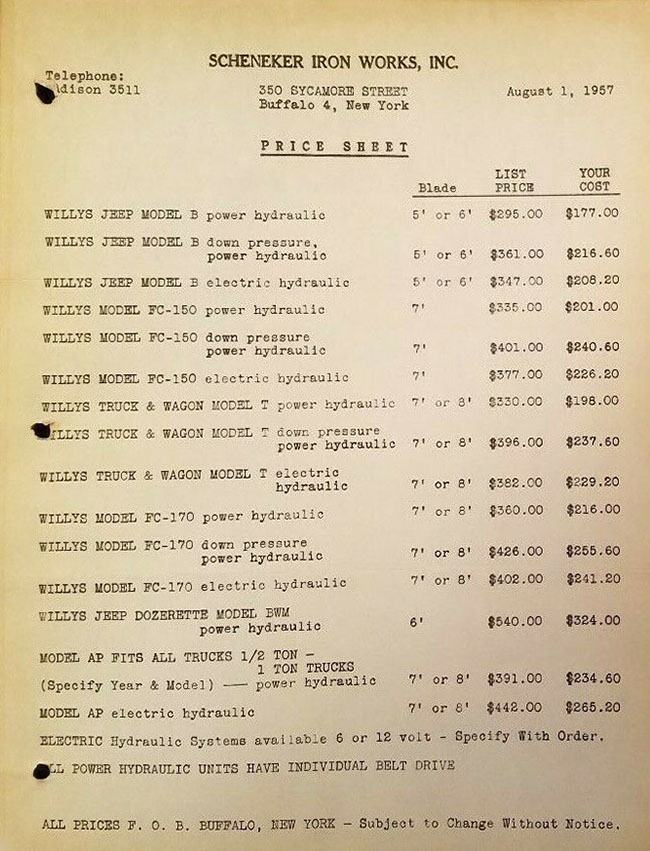 SCHENEKER IRON WORKS, INC.
Telephone:
dison 3511 350 SYCAMORE STREET August 1, 1957
Buffalo 4, New York
PRICE SHEET
LIST YOUR
Blade PRICE COST
WILLYS JEEP MODEL B power hydraulic 5' or 6' $295.00 $177.00
WILLYS JEEP MODEL B down pressure,
power hydraulic 5' or 6' $361.00 $216.60
WILLYS JEEP MODEL B electric hydraulic 5' or 6' $347.00 $208.20
WILLYS MODEL FC-150 power hydraulic 7' $335.00 $201.00
WILLYS MODEL FC-150 down pressure
power hydraulic 7' $401.00 $240.60
WILLYS MODEL FC-150 electric hydraulic 7' $377.00 $226.20
WILLYS TRUCK & WAGON MODEL T power hydraulic 7' or 8' $330.00 $198.00
ILLYS TRUCK & WAGON MODEL T down pressure
power hydraulic 7' or 8' $396.00 $237.60
WILLYS TRUCK & WAGON MODEL T electric
hydraulic 7' or 8' $382.00 $229.20
WILLYS MODEL FC-170 power hydraulic 7' or 8' $360.00 $216.00
WILLYS MODEL FC-170 down pressure
power hydraulic 7' or 8' $426.00 $255.60
WILLYS MODEL FC-170 electric hydraulic 7' or 8' $402.00 $241.20
WILLYS JEEP DOZERETTE MODEL BWM
power hydraulic 6' $540.00 $324.00
MODEL AP FITS ALL TRUCKS 1/2 TON -
1 TON TRUCKS
(Specify Year & Model) —— power hydraulic 7' or 8' $391.00 $234.60
MODEL AP electric hydraulic 7' or 8' $442.00 $265.20
ELECTRIC Hydraulic Systems available 6 or 12 volt - Specify With Order.
LL POWER HYDRAULIC UNITS HAVE INDIVIDUAL BELT DRIVE
ALL PRICES F. O. B. BUFFALO, NEW YORK - Subject to Change Without Notice.